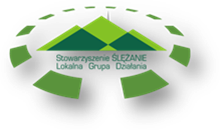 Stowarzyszenie ŚLĘŻANIE
Lokalna Grupa Działania